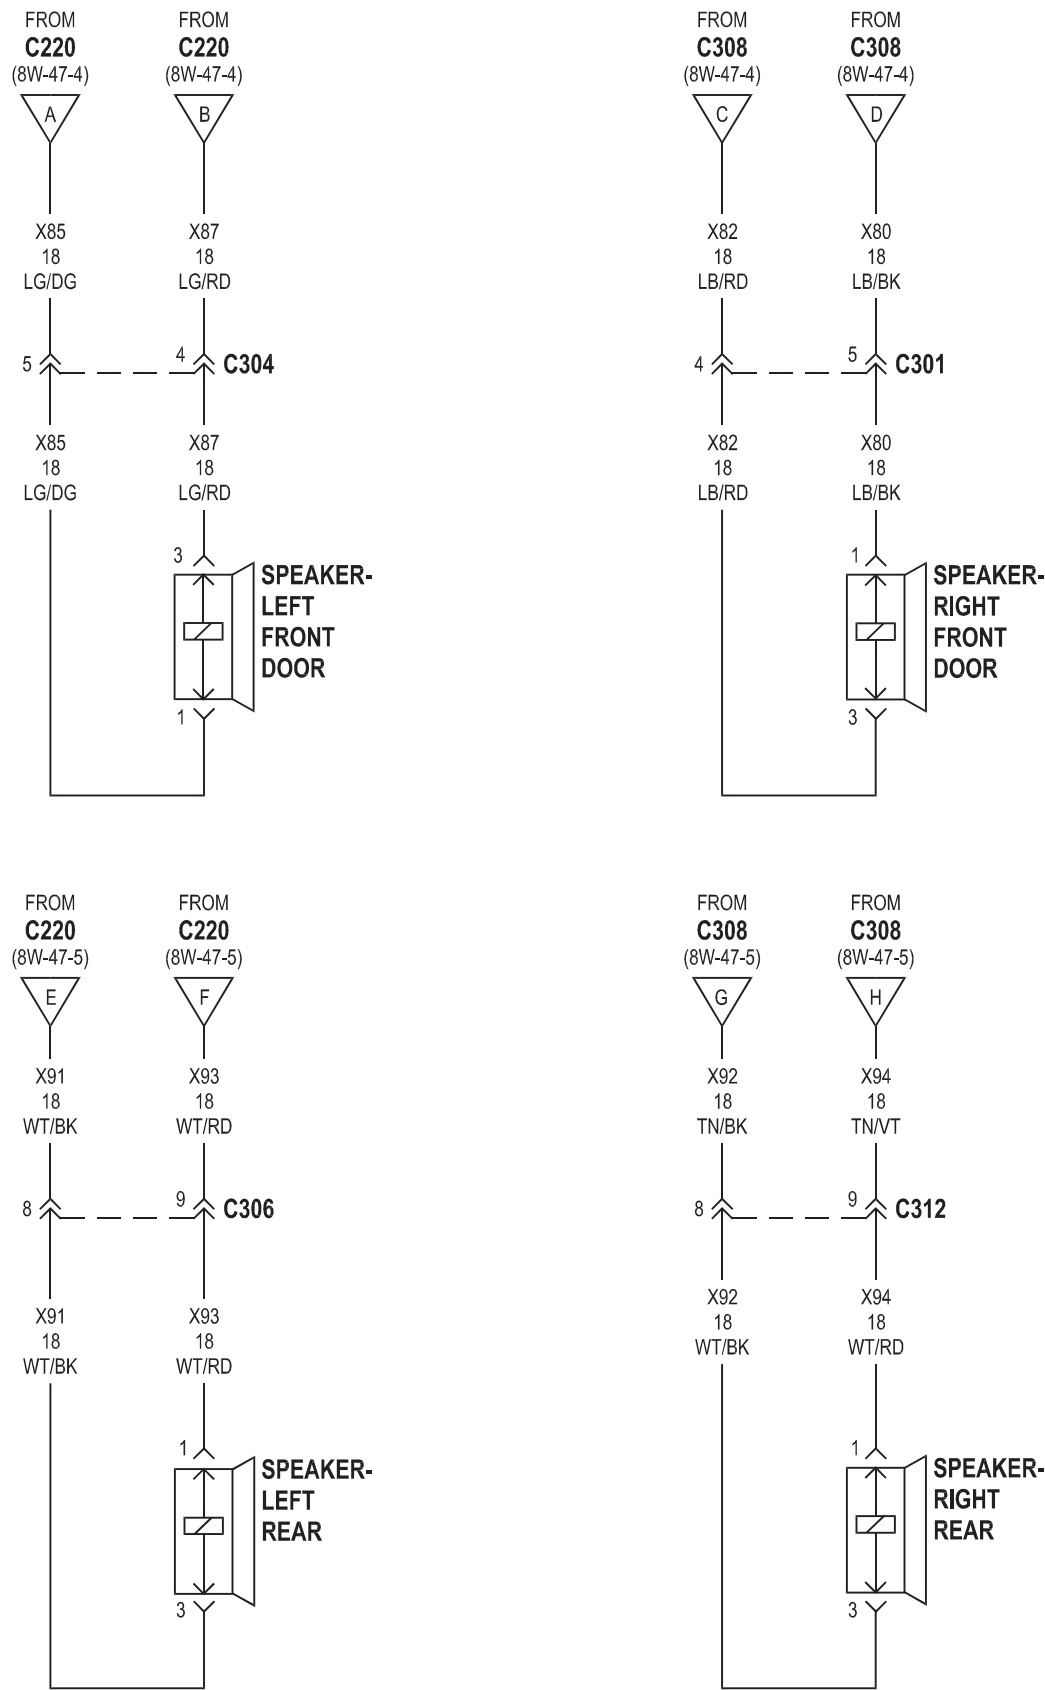 FROM
C220
(8W-47-4)
A
X85
18
LG/DG
5
X85
18
LG/DG
FROM
C220
(8W-47-4)
B
X87
18
LG/RD
4
C304
X87
18
LG/RD
3
SPEAKER-
LEFT
FRONT
DOOR
1
FROM
C308
(8W-47-4)
C
X82
18
LB/RD
4
X82
18
LB/RD
FROM
C308
(8W-47-4)
D
X80
18
LB/BK
5
C301
X80
18
LB/BK
1
SPEAKER-
RIGHT
FRONT
DOOR
3
FROM
C220
(8W-47-5)
E
X91
18
WT/BK
8
X91
18
WT/BK
FROM
C220
(8W-47-5)
F
X93
18
WT/RD
9
C306
X93
18
WT/RD
1
SPEAKER-
LEFT
REAR
3
FROM
C308
(8W-47-5)
G
X92
18
TN/BK
8
X92
18
WT/BK
FROM
C308
(8W-47-5)
H
X94
18
TN/VT
9
C312
X94
18
WT/RD
1
SPEAKER-
RIGHT
REAR
3